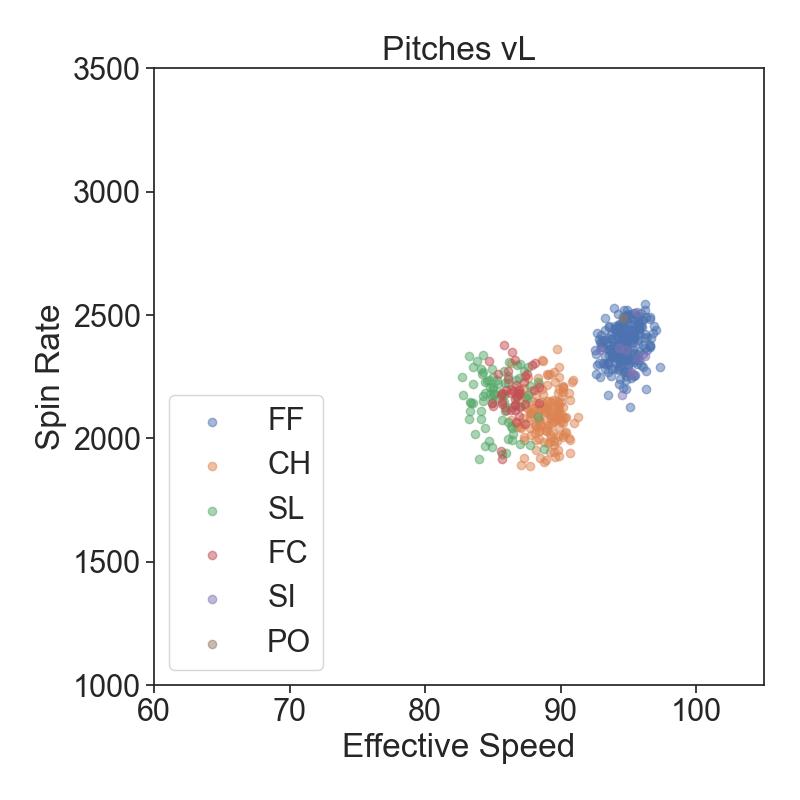 Pitches vL
3500
3000
2500
2000
1500
1000
Spin Rate
FF
CH
SL
FC
SI
PO
60 70 80 90 100
Effective Speed